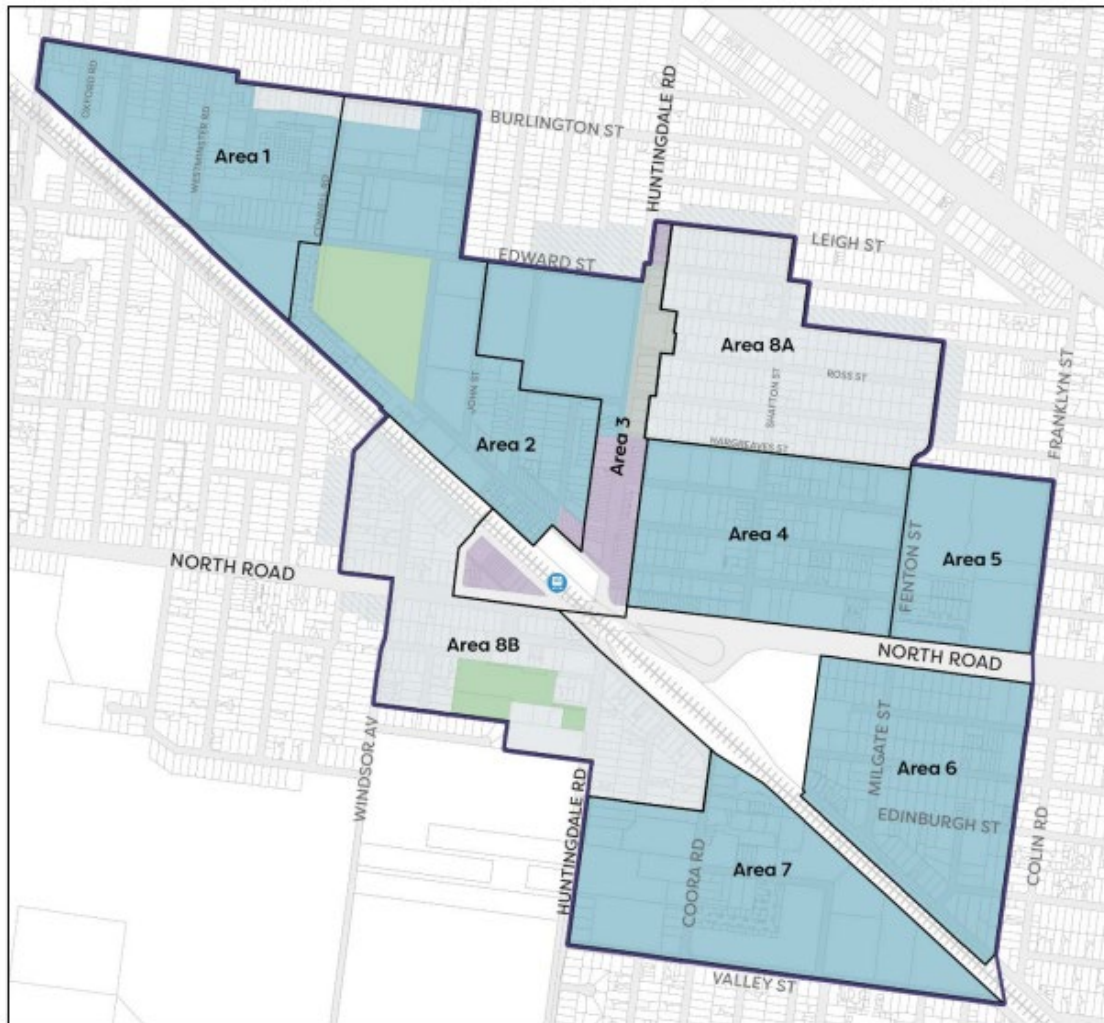 OXFORD RD
WESTMINSTER RD
Area 1
BURLINGTON ST
HUNTINGDALE RD
EDWARD ST
LEIGH ST
Area 8A
ROSS ST
SHAFTON ST
HARGREAVES ST
FRANKLYN ST
JOHN ST
Area 2
Area 3
Area 4
FENTON ST
Area 5
NORTH ROAD
Area 8B
NORTH ROAD
WINDSOR AV
MILGATE ST
Area 6
EDINBURGH ST
HUNTINGDALE RD
COORA RD
Area 7
COLIN RD
VALLEY ST